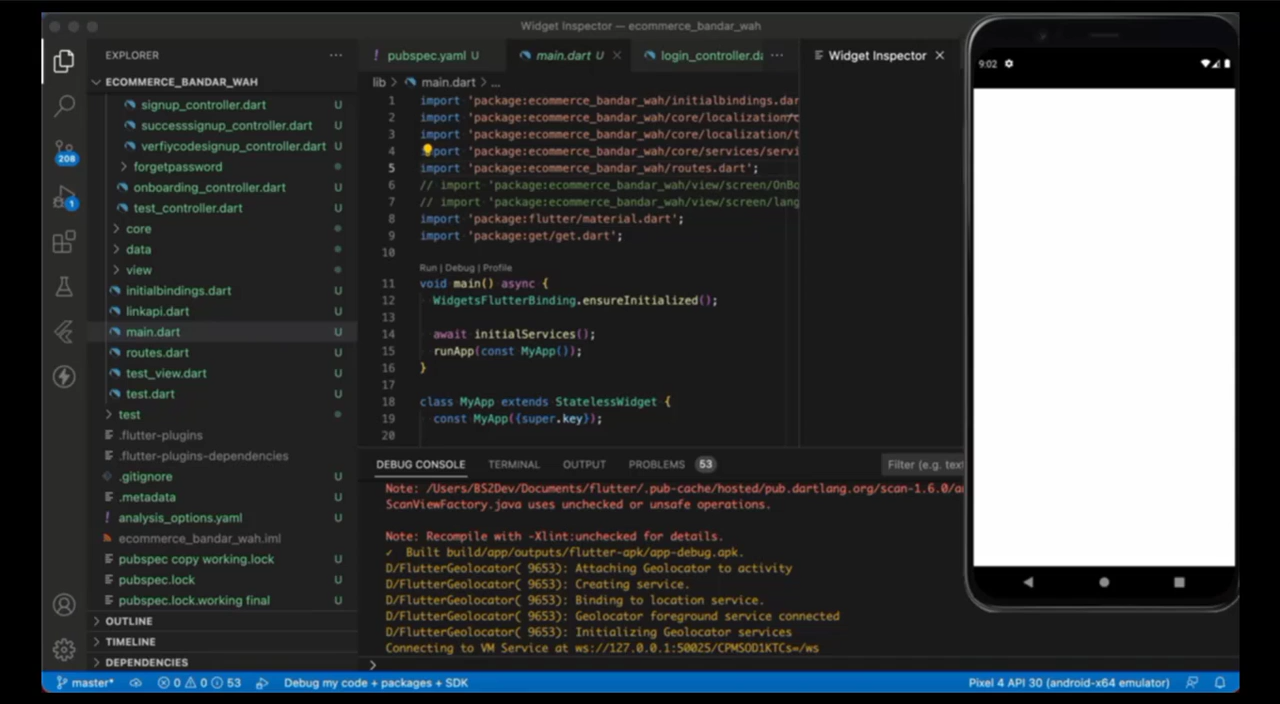 Widget Inspector — ecommerce_bandar_wah
EXPLORER
ECOMMERCE_BANDAR_WAH
signup_controller.dart U
successsignup_controller.dart U
verfiycodesignup_controller.dart U
forgetpassword
onboarding_controller.dart U
test_controller.dart U
core
data
view
initialbindings.dart U
linkapi.dart U
main.dart U
routes.dart U
test_view.dart U
test.dart U
test
.flutter-plugins
.flutter-plugins-dependencies
.gitignore U
.metadata U
analysis_options.yaml U
ecommerce_bandar_wah.iml
pubspec copy working.lock U
pubspec.lock U
pubspec.lock.working final U
OUTLINE
TIMELINE
DEPENDENCIES
208
1
! pubspec.yaml U
main.dart U
login_controller.da
Widget Inspector
lib > main.dart > ...
1 import 'package:ecommerce_bandar_wah/initialbindings.dar
2 import 'package:ecommerce_bandar_wah/core/localization/c
3 import 'package:ecommerce_bandar_wah/core/localization/t
4 import 'package:ecommerce_bandar_wah/core/services/servi
5 import 'package:ecommerce_bandar_wah/routes.dart';
6 // import 'package:ecommerce_bandar_wah/view/screen/OnBo
7 // import 'package:ecommerce_bandar_wah/view/screen/lang
8 import 'package:flutter/material.dart';
9 import 'package:get/get.dart';
10
Run | Debug | Profile
11 void main() async {
12 WidgetsFlutterBinding.ensureInitialized();
13
14 await initialServices();
15 runApp(const MyApp());
16 }
17
18 class MyApp extends StatelessWidget {
19 const MyApp({super.key});
20
DEBUG CONSOLE TERMINAL OUTPUT PROBLEMS 53
Filter (e.g. text
Note: /Users/BS2Dev/Documents/flutter/.pub-cache/hosted/pub.dartlang.org/scan-1.6.0/an
ScanViewFactory.java uses unchecked or unsafe operations.
Note: Recompile with -Xlint:unchecked for details.
✓ Built build/app/outputs/flutter-apk/app-debug.apk.
D/FlutterGeolocator( 9653): Attaching Geolocator to activity
D/FlutterGeolocator( 9653): Creating service.
D/FlutterGeolocator( 9653): Binding to location service.
D/FlutterGeolocator( 9653): Geolocator foreground service connected
D/FlutterGeolocator( 9653): Initializing Geolocator services
Connecting to VM Service at ws://127.0.0.1:50025/CPMSOD1KTCs=/ws
9:02
master* 0 0 53 Debug my code + packages + SDK
Pixel 4 API 30 (android-x64 emulator)